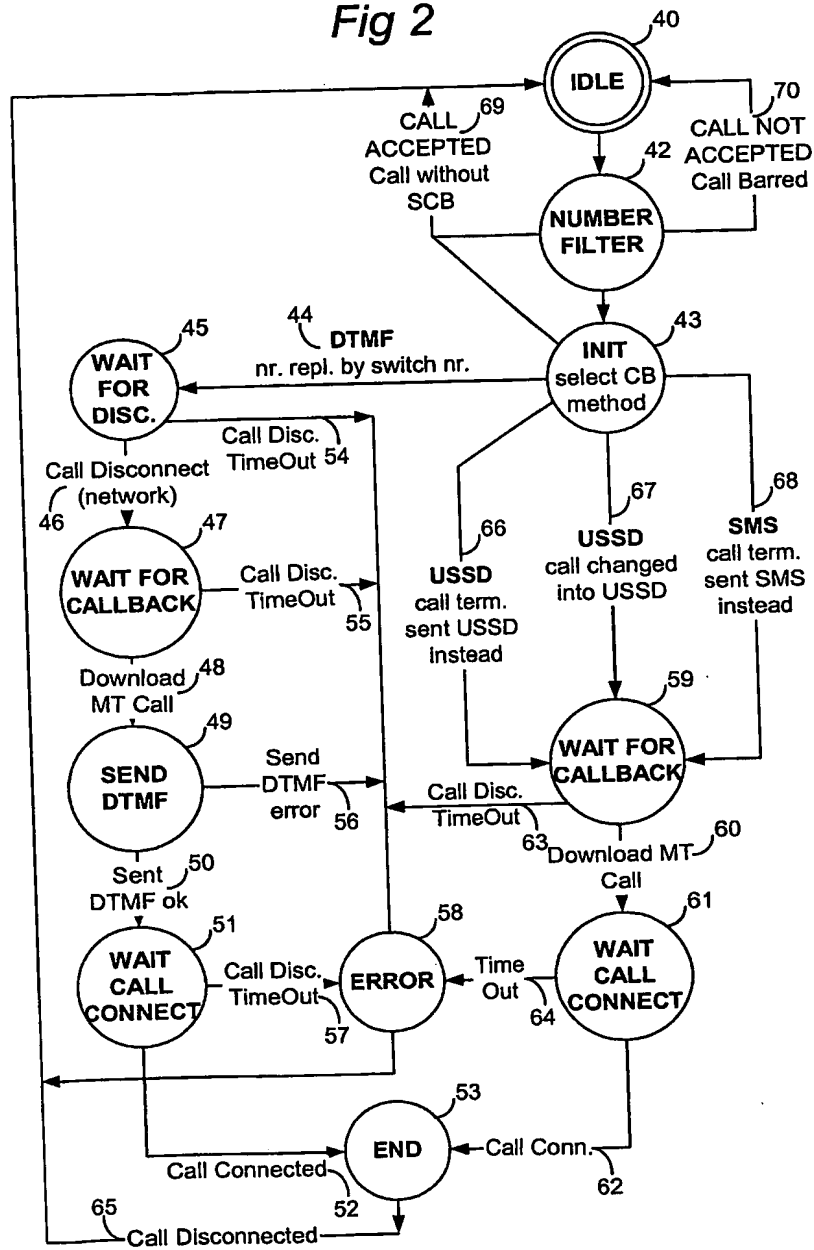 Fig 2
40
IDLE
69
CALL
ACCEPTED
Call without
SCB
70
CALL NOT
ACCEPTED
Call Barred
42
NUMBER
FILTER
43
INIT
select CB
method
44
DTMF
nr. repl. by switch nr.
45
WAIT
FOR
DISC.
Call Disc.
TimeOut 54
Call Disconnect
(network)
46
47
WAIT FOR
CALLBACK
Call Disc.
TimeOut
55
66
USSD
call term.
sent USSD
instead
67
USSD
call changed
into USSD
68
SMS
call term.
sent SMS
instead
Download
MT Call
48
49
SEND
DTMF
Send
DTMF
error
56
59
WAIT FOR
CALLBACK
Call Disc.
TimeOut
63
Download MT
Call
60
Sent
DTMF ok
50
51
WAIT
CALL
CONNECT
Call Disc.
TimeOut
57
58
ERROR
Time
Out
64
61
WAIT
CALL
CONNECT
53
END
Call Connected
52
Call Conn.
62
65
Call Disconnected